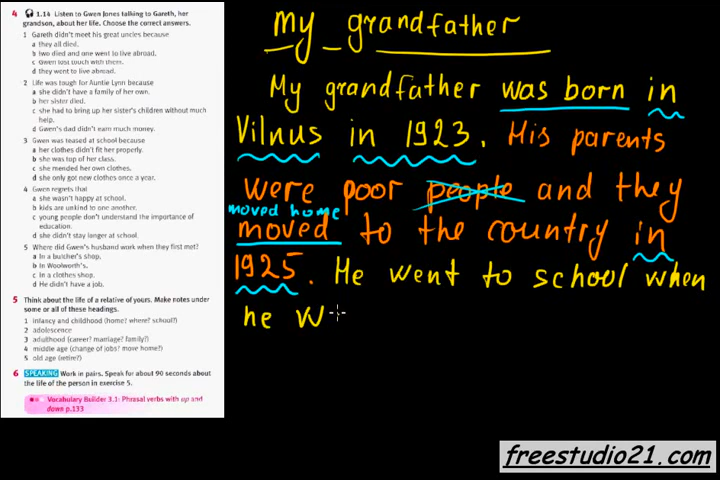 4 1.14 Listen to Gwen Jones talking to Gareth, her
grandson, about her life. Choose the correct answers.
1 Gareth didn't meet his great uncles because
a they all died.
b two died and one went to live abroad.
c Gwen lost touch with them.
d they went to live abroad.
2 Life was tough for Auntie Lynn because
a she didn't have a family of her own.
b her sister died.
c she had to bring up her sister's children without much
help.
d Gwen's dad didn't earn much money.
3 Gwen was teased at school because
a her clothes didn't fit her properly.
b she was top of her class.
c she mended her own clothes.
d she only got new clothes once a year.
4 Gwen regrets that
a she wasn't happy at school.
b kids are unkind to one another.
c young people don't understand the importance of
education.
d she didn't stay longer at school.
5 Where did Gwen's husband work when they first met?
a In a butcher's shop.
b In Woolworth's.
c In a clothes shop.
d He didn't have a job.
5 Think about the life of a relative of yours. Make notes under
some or all of these headings.
1 infancy and childhood (home? where? school?)
2 adolescence
3 adulthood (career? marriage? family?)
4 middle age (change of jobs? move home?)
5 old age (retire?)
6 SPEAKING Work in pairs. Speak for about 90 seconds about
the life of the person in exercise 5.
Vocabulary Builder 3.1: Phrasal verbs with up and
down p.133
My grandfather
My grandfather was born in
Vilnus in 1923. His parents
were poor people and they
moved home
moved to the country in
1925. He went to school when
he w
freestudio21.com